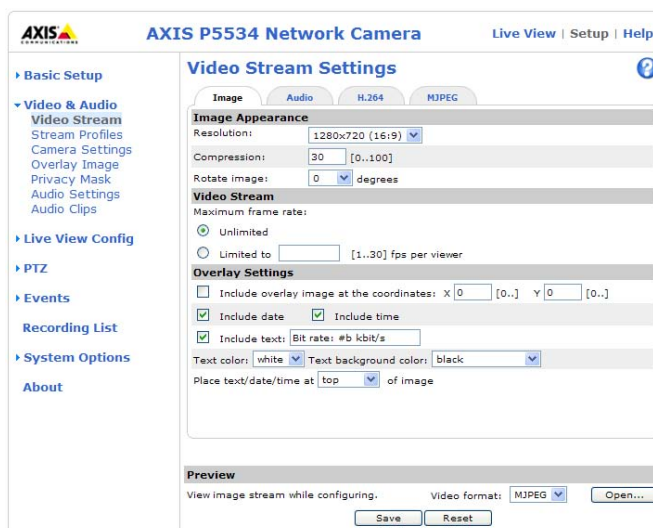 AXIS
COMMUNICATIONS
AXIS P5534 Network Camera
Live View | Setup | Help
Basic Setup
Video & Audio
Video Stream
Stream Profiles
Camera Settings
Overlay Image
Privacy Mask
Audio Settings
Audio Clips
Live View Config
PTZ
Events
Recording List
System Options
About
Video Stream Settings
?
Image Audio H.264 MJPEG
Image Appearance
Resolution: 1280x720 (16:9)
Compression: 30 [0..100]
Rotate image: 0 degrees
Video Stream
Maximum frame rate:
Unlimited
Limited to [1..30] fps per viewer
Overlay Settings
Include overlay image at the coordinates: X 0 [0..] Y 0 [0..]
Include date Include time
Include text: Bit rate: #b kbit/s
Text color: white Text background color: black
Place text/date/time at top of image
Preview
View image stream while configuring. Video format: MJPEG Open...
Save Reset